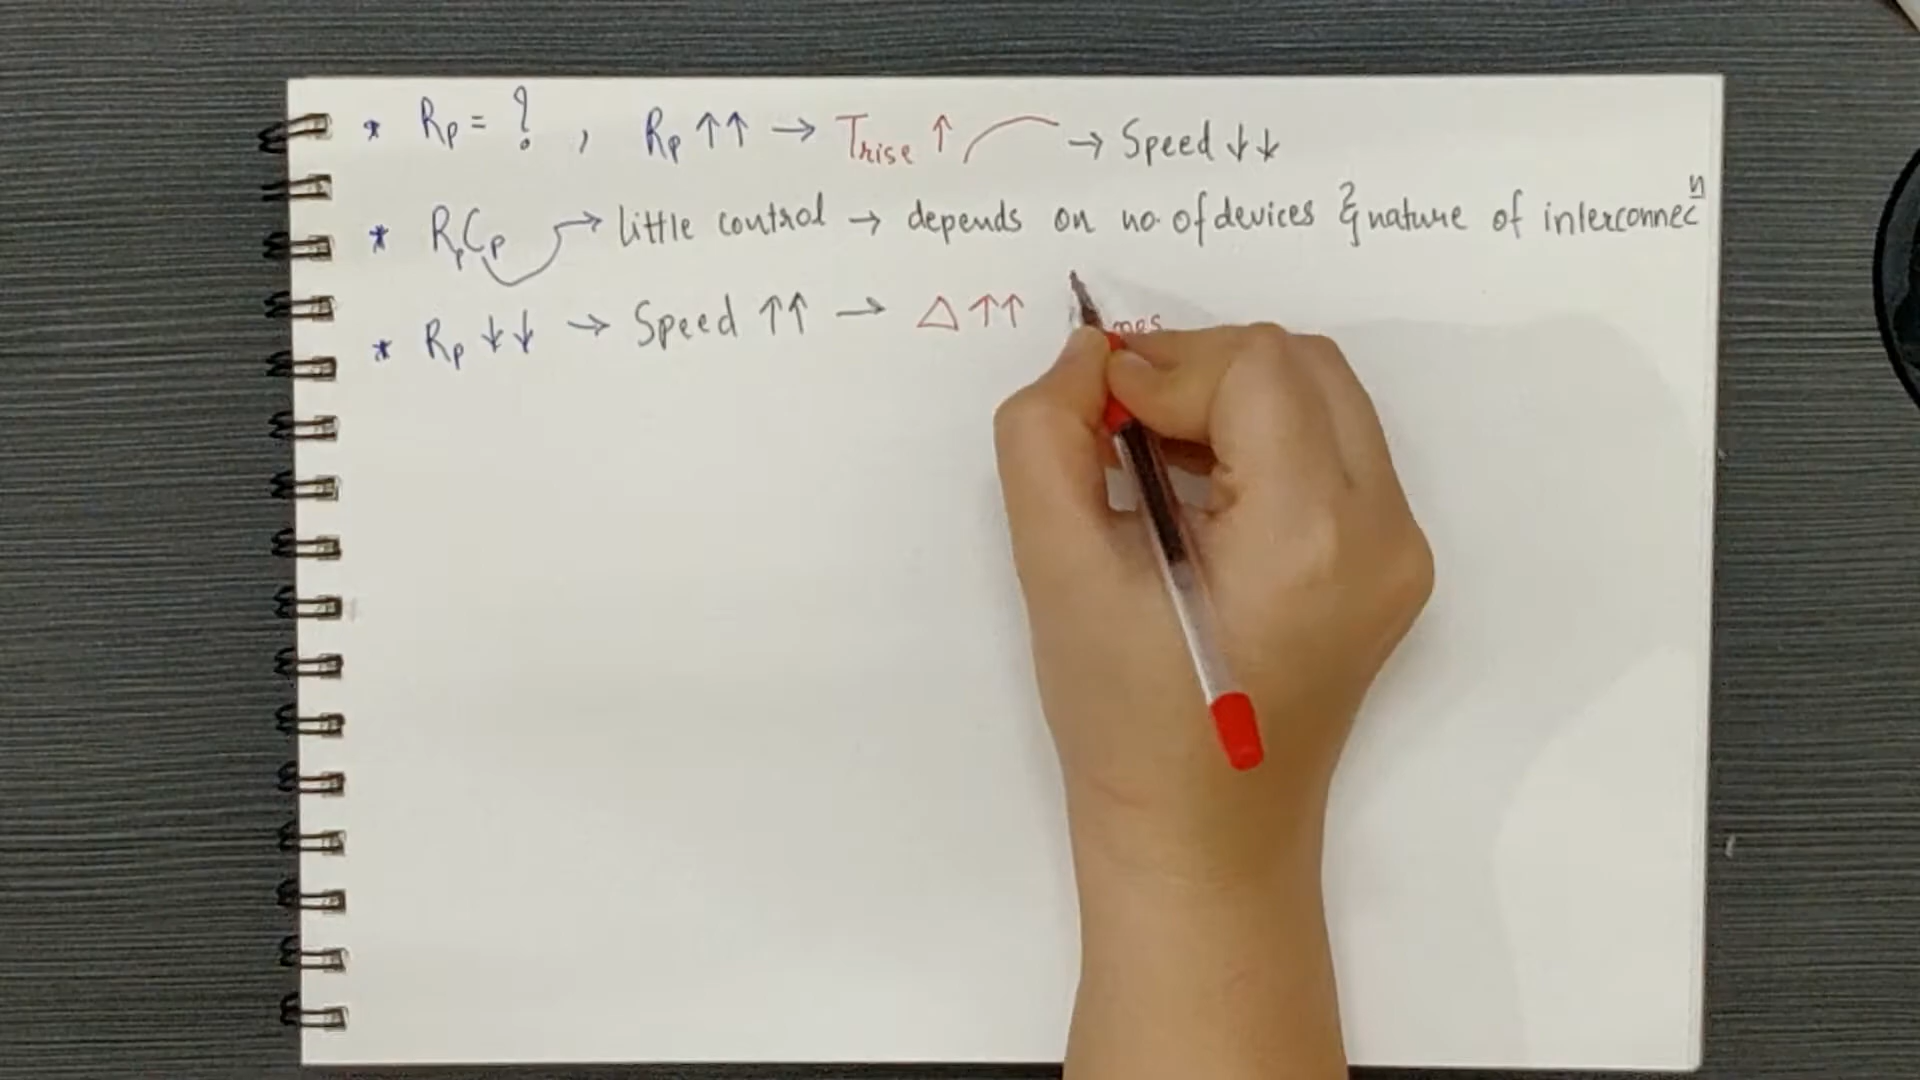 * Rp = ? , Rp ↑↑ → Trise ↑ → Speed ↓↓
* RpCp → little control → depends on no. of devices & nature of interconnecⁿ
* Rp ↓↓ → Speed ↑↑ → △ ↑↑